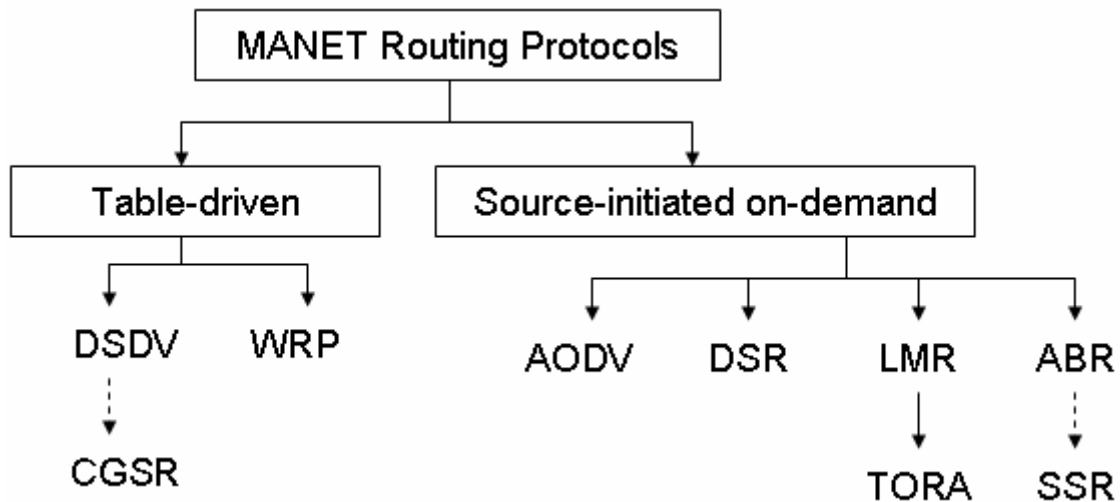 MANET Routing Protocols
Table-driven
Source-initiated on-demand
DSDV
WRP
AODV
DSR
LMR
ABR
CGSR
TORA
SSR